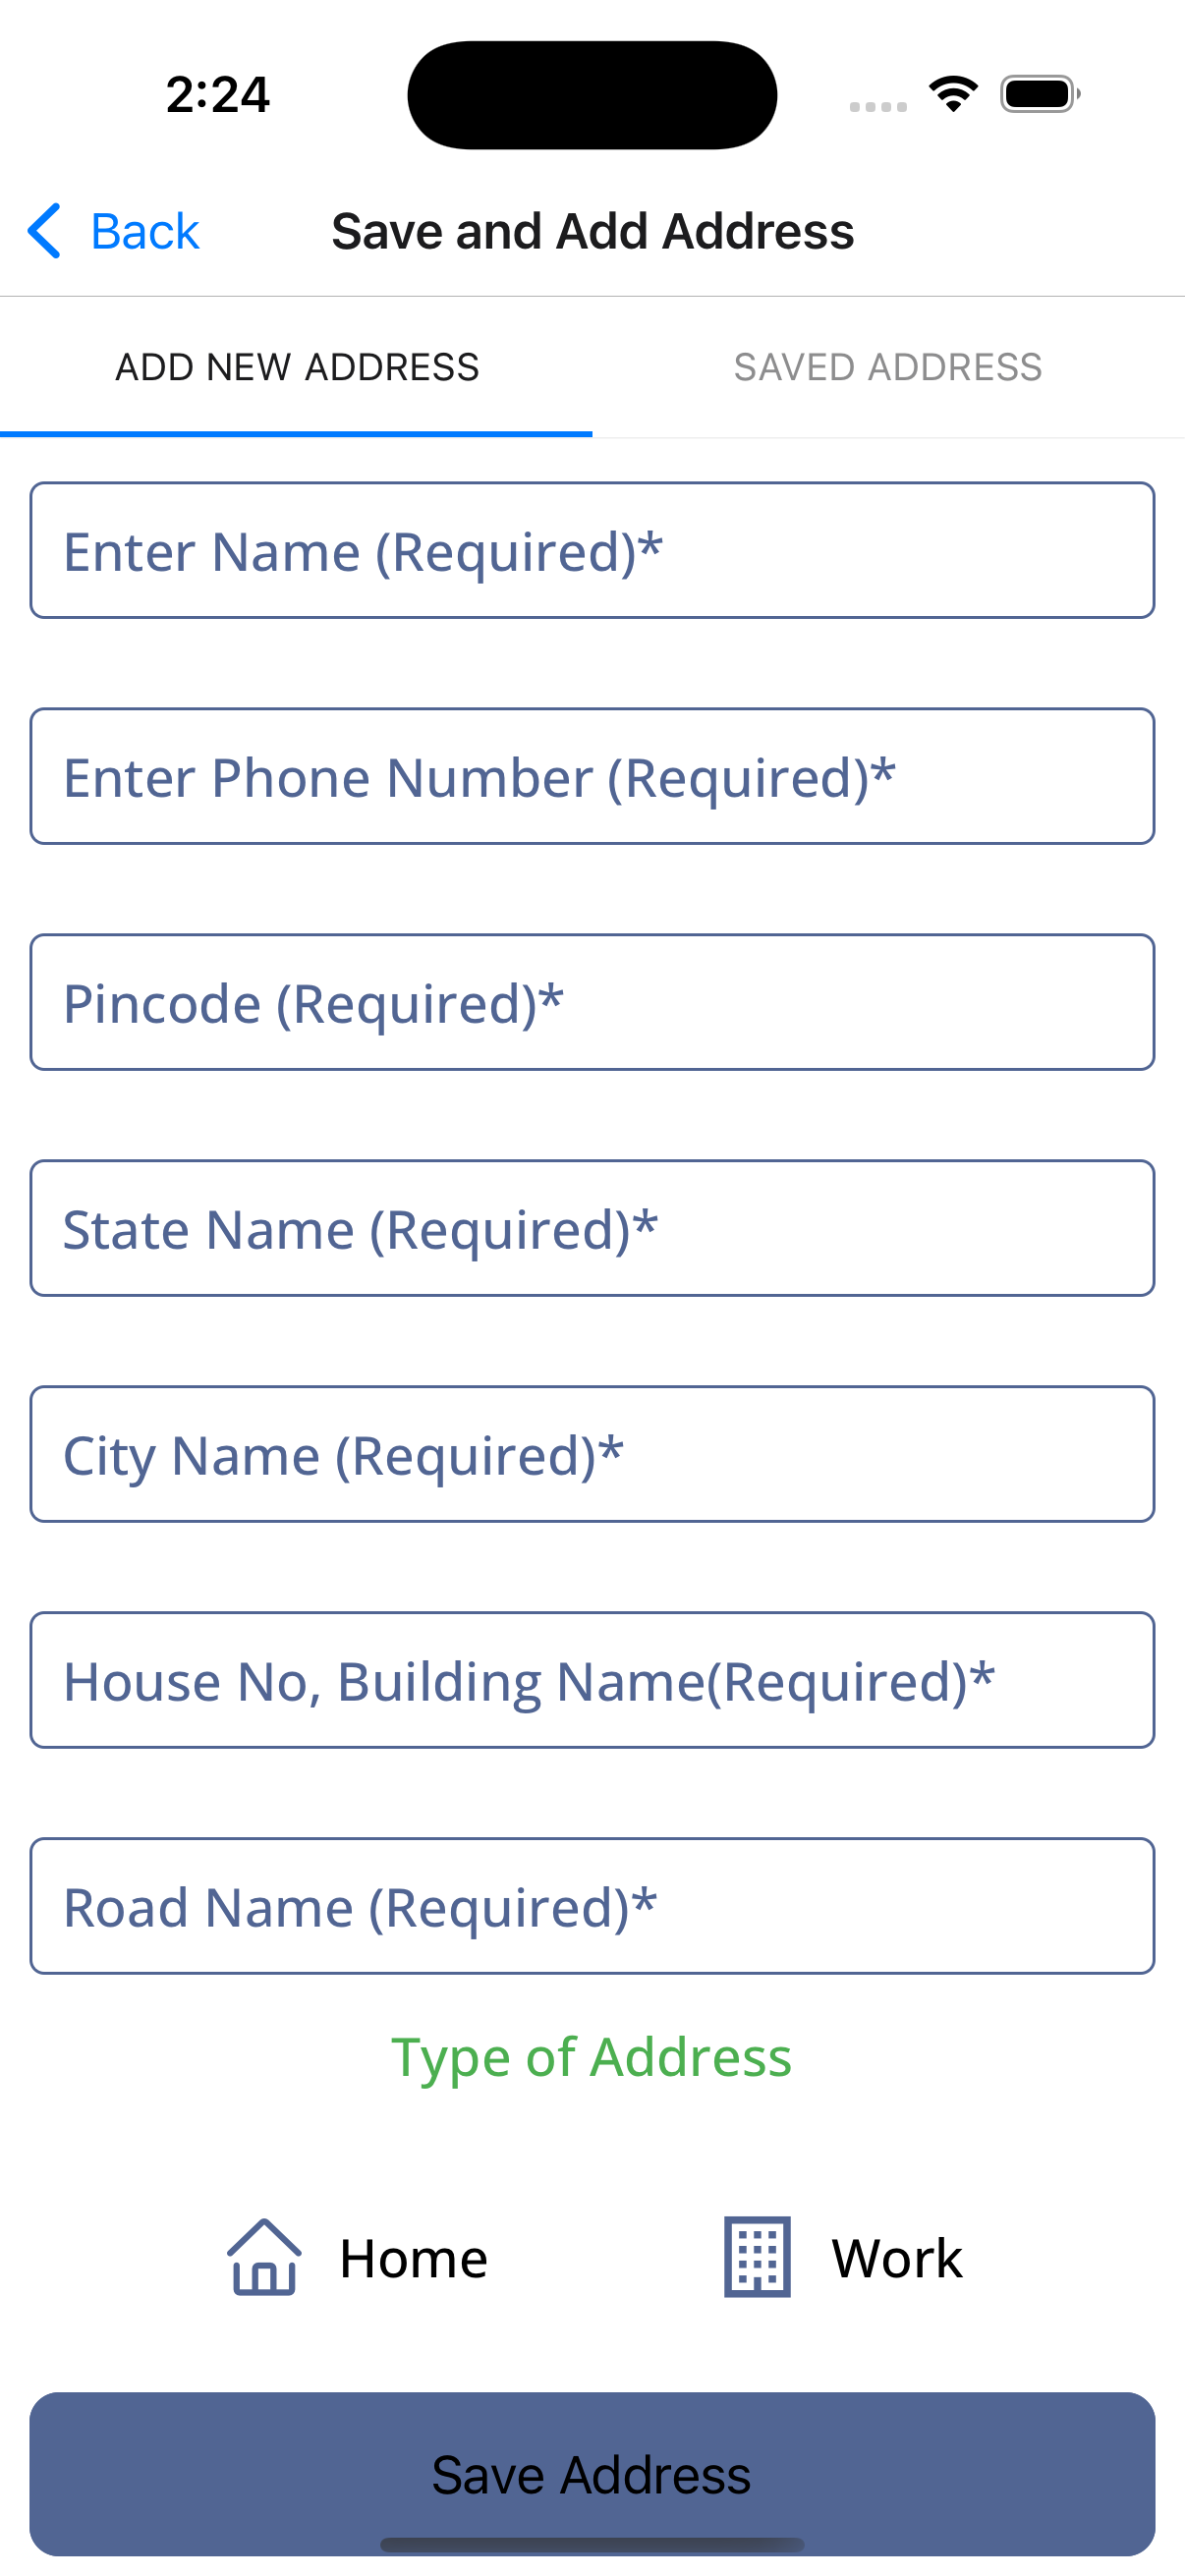 2:24
Back
Save and Add Address
ADD NEW ADDRESS
SAVED ADDRESS
Enter Name (Required)*
Enter Phone Number (Required)*
Pincode (Required)*
State Name (Required)*
City Name (Required)*
House No, Building Name(Required)*
Road Name (Required)*
Type of Address
Home
Work
Save Address